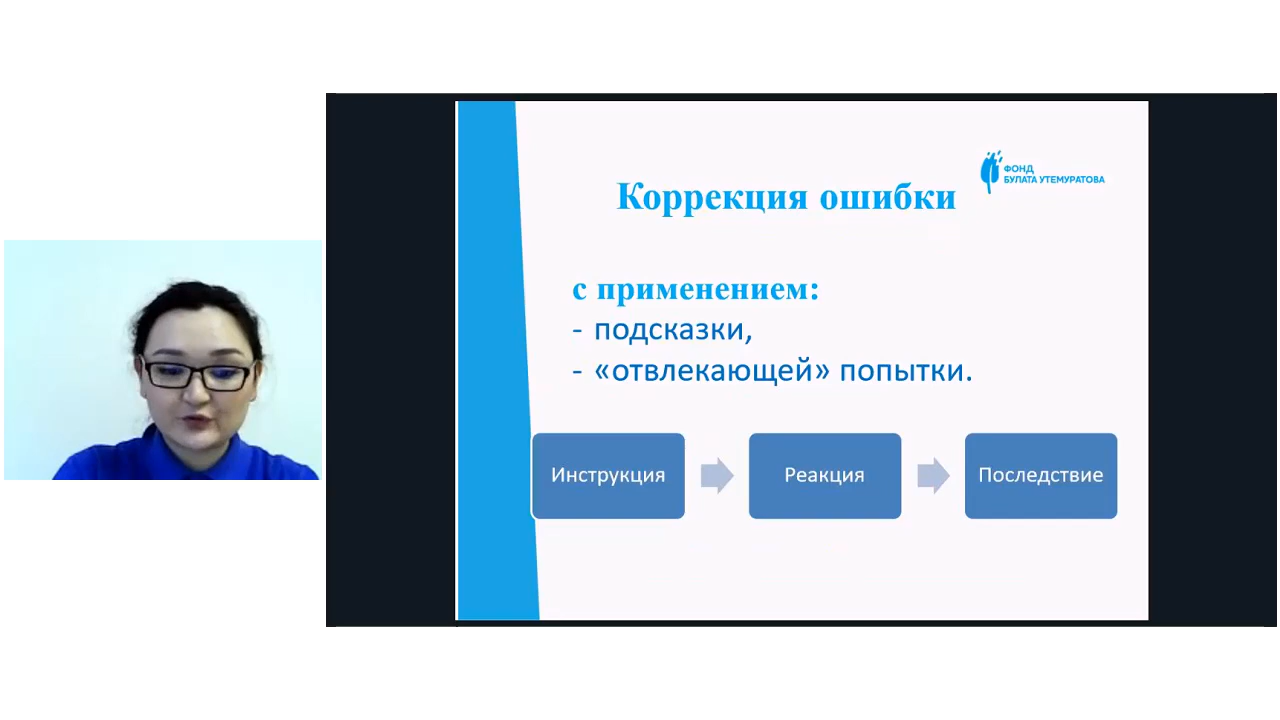 ФОНД
БУЛАТА УТЕМУРАТОВА
Коррекция ошибки
с применением:
- подсказки,
- «отвлекающей» попытки.
Инструкция
Реакция
Последствие